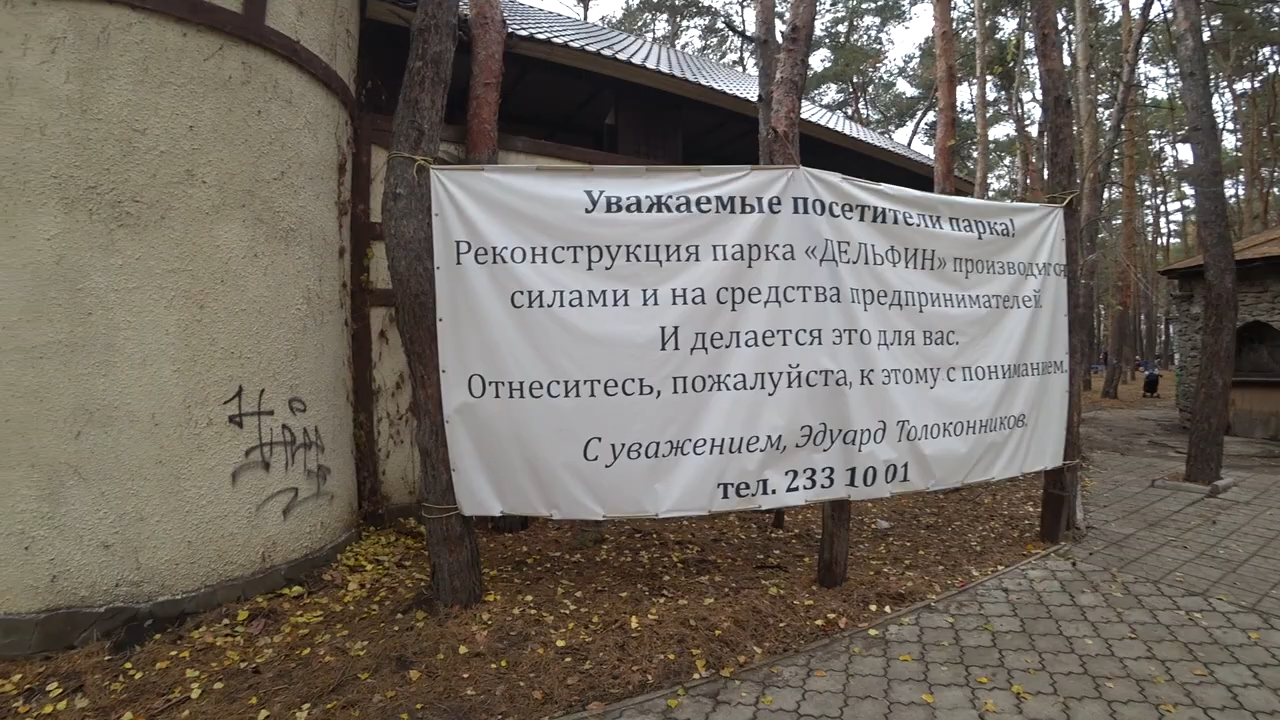 Уважаемые посетители парка!
Реконструкция парка «ДЕЛЬФИН» производится
силами и на средства предпринимателей.
И делается это для вас.
Отнеситесь, пожалуйста, к этому с пониманием.
С уважением, Эдуард Толоконников.
тел. 233 10 01